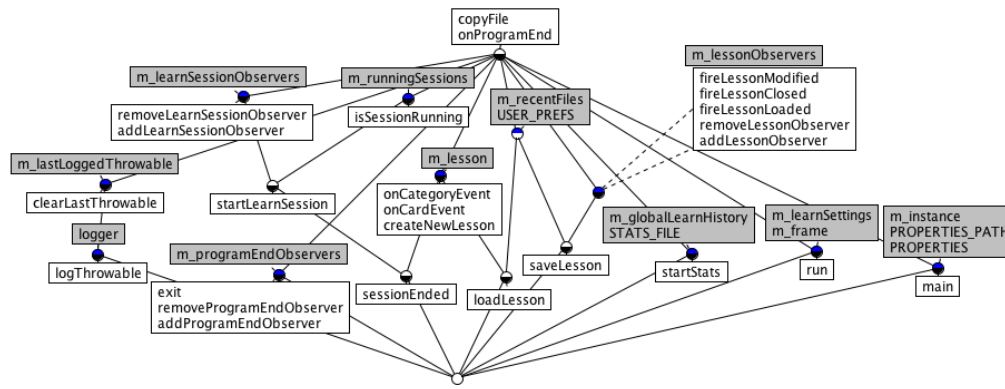 copyFile
onProgramEnd
m_learnSessionObservers
removeLearnSessionObserver
addLearnSessionObserver
m_runningSessions
isSessionRunning
m_recentFiles
USER_PREFS
m_lessonObservers
fireLessonModified
fireLessonClosed
fireLessonLoaded
removeLessonObserver
addLessonObserver
m_lastLoggedThrowable
clearLastThrowable
startLearnSession
m_lesson
onCategoryEvent
onCardEvent
createNewLesson
logger
logThrowable
m_programEndObservers
exit
removeProgramEndObserver
addProgramEndObserver
sessionEnded
loadLesson
saveLesson
m_globalLearnHistory
STATS_FILE
startStats
m_learnSettings
m_frame
run
m_instance
PROPERTIES_PATH
PROPERTIES
main